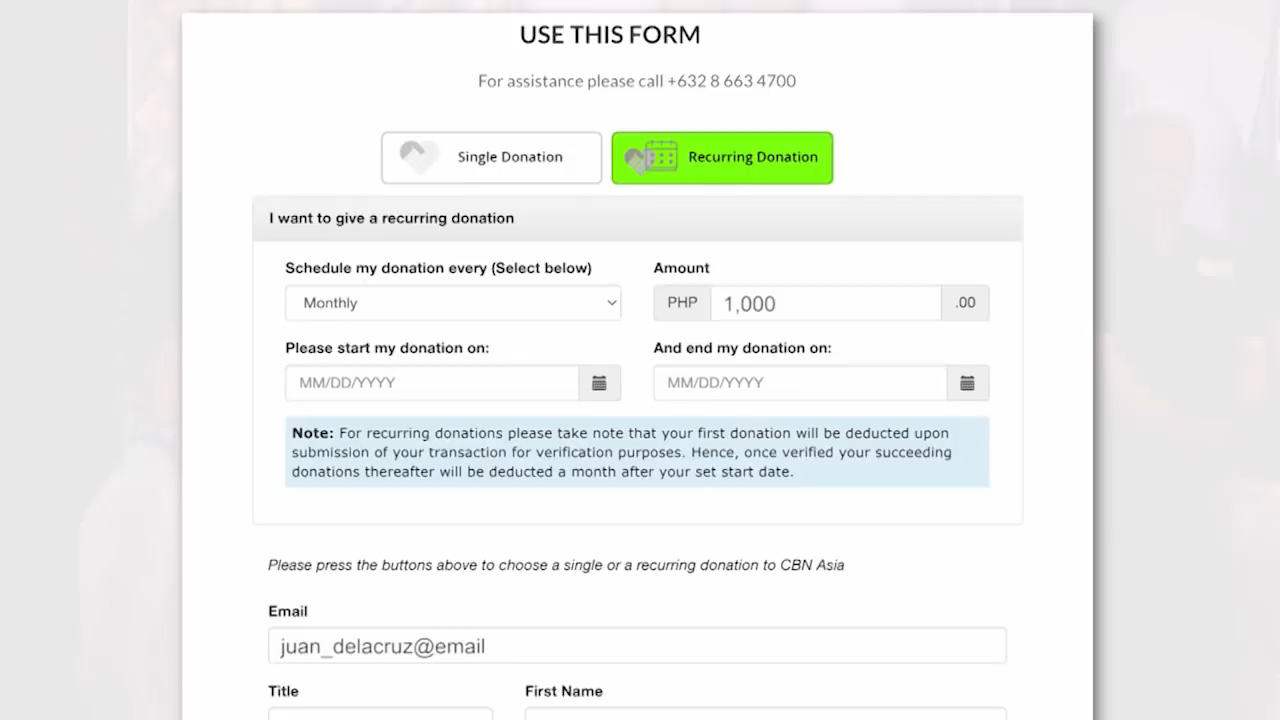 USE THIS FORM
For assistance please call +632 8 663 4700
Single Donation
Recurring Donation
I want to give a recurring donation
Schedule my donation every (Select below)
Amount
Monthly
PHP 1,000 .00
Please start my donation on:
And end my donation on:
MM/DD/YYYY
MM/DD/YYYY
Note: For recurring donations please take note that your first donation will be deducted upon
submission of your transaction for verification purposes. Hence, once verified your succeeding
donations thereafter will be deducted a month after your set start date.
Please press the buttons above to choose a single or a recurring donation to CBN Asia
Email
juan_delacruz@email
Title
First Name